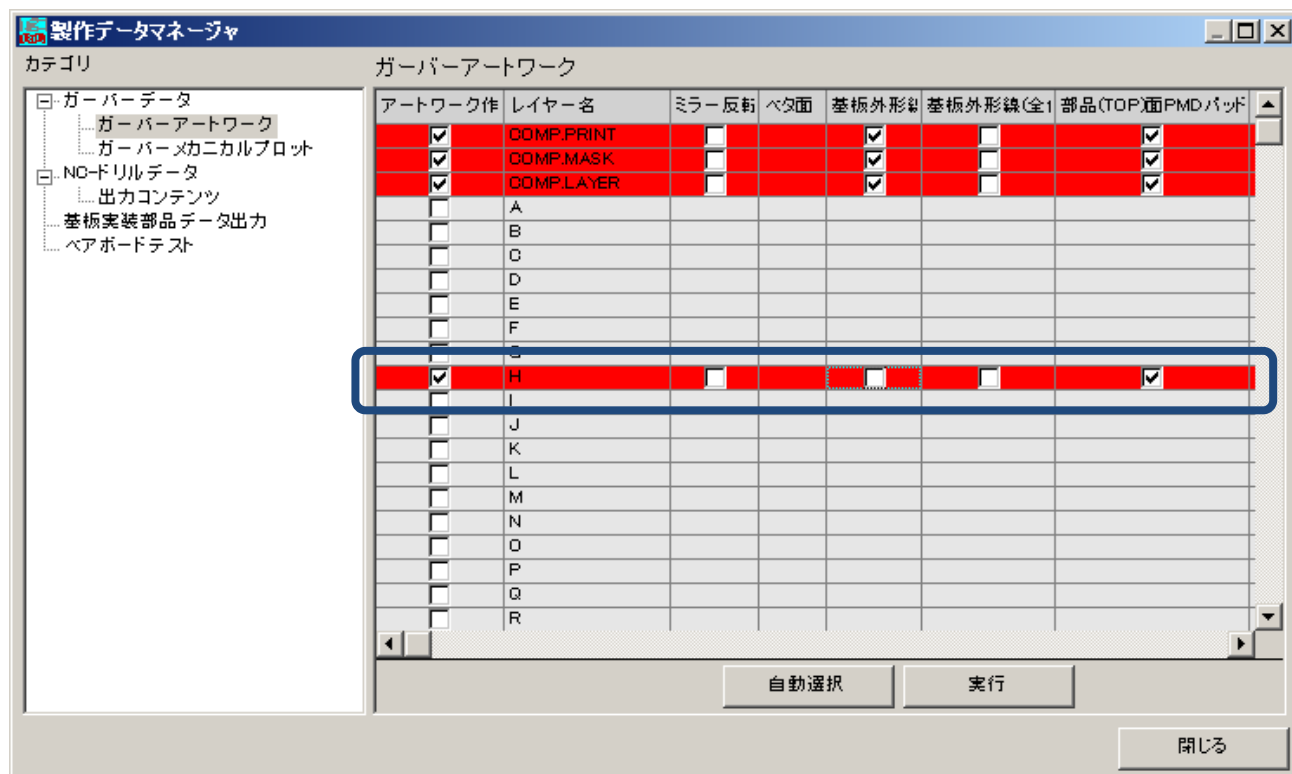 製作データマネージャ
カテゴリ
ガーバーデータ
ガーバーアートワーク
ガーバーメカニカルプロット
NC-ドリルデータ
出力コンテンツ
基板実装部品データ出力
ベアボードテスト
ガーバーアートワーク
アートワーク作 レイヤー名 ミラー反転 ベタ面 基板外形線 基板外形線(全1 部品(TOP)面PMDパッド
COMP.PRINT
COMP.MASK
COMP.LAYER
A
B
C
D
E
F
G
H
I
J
K
L
M
N
O
P
Q
R
自動選択 実行
閉じる